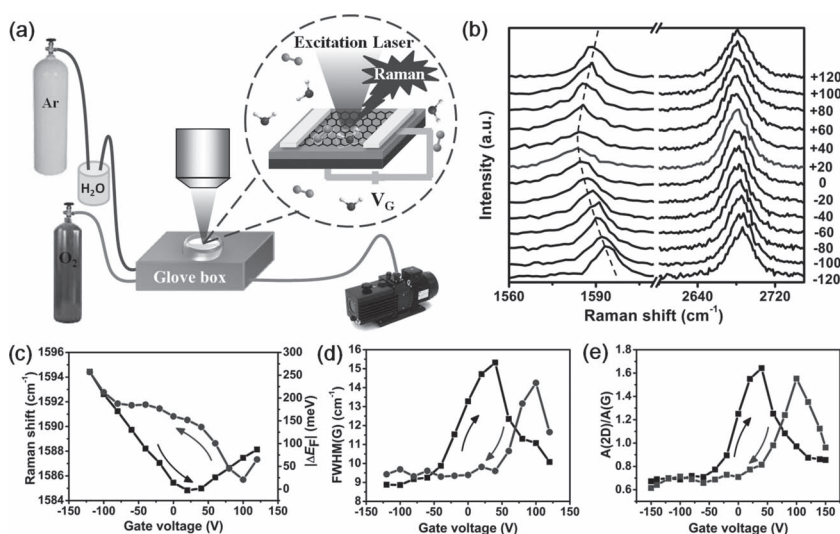 (a)
Excitation Laser
Raman
Ar
H₂O
V_G
O₂
Glove box
(b)
Intensity (a.u.)
+120
+100
+80
+60
+40
+20
0
-20
-40
-60
-80
-100
-120
1560 1590 2640 2720
Raman shift (cm⁻¹)
(c)
Raman shift (cm⁻¹)
1596
1594
1592
1590
1588
1586
1584
300
250
200
150
100
50
0
|ΔE_F| (meV)
-150 -100 -50 0 50 100 150
Gate voltage (V)
(d)
FWHM(G) (cm⁻¹)
16
15
14
13
12
11
10
9
8
-150 -100 -50 0 50 100 150
Gate voltage (V)
(e)
A(2D)/A(G)
1.8
1.6
1.4
1.2
1.0
0.8
0.6
-150 -100 -50 0 50 100 150
Gate voltage (V)